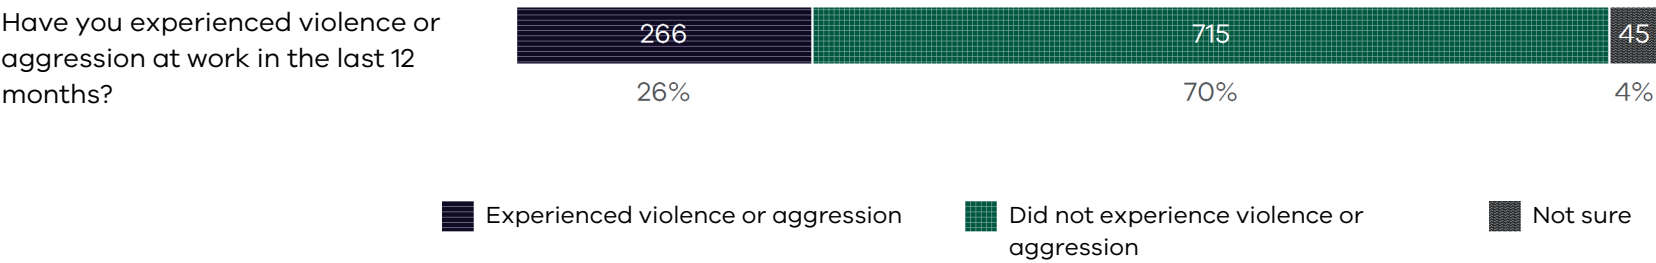 Have you experienced violence or
aggression at work in the last 12
months?
266
715
45
26%
70%
4%
Experienced violence or aggression
Did not experience violence or
aggression
Not sure